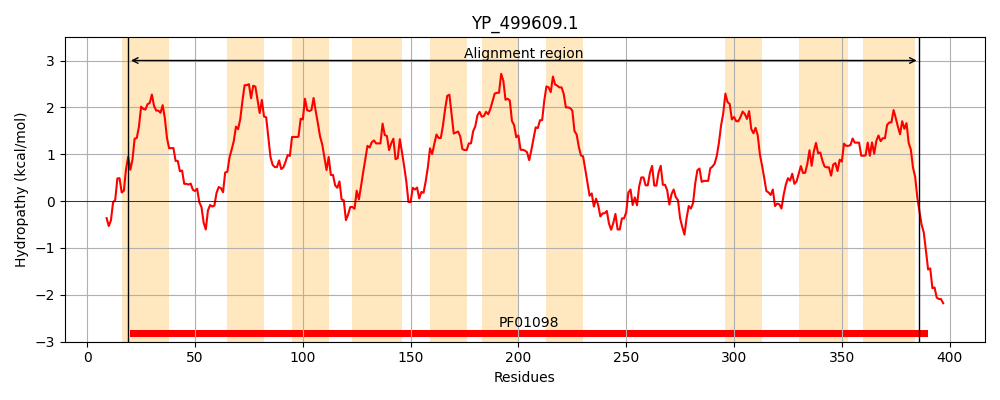 YP_499609.1
Hydropathy (kcal/mol)
3
2
1
0
−1
−2
−3
Alignment region
PF01098
0 50 100 150 200 250 300 350 400
Residues